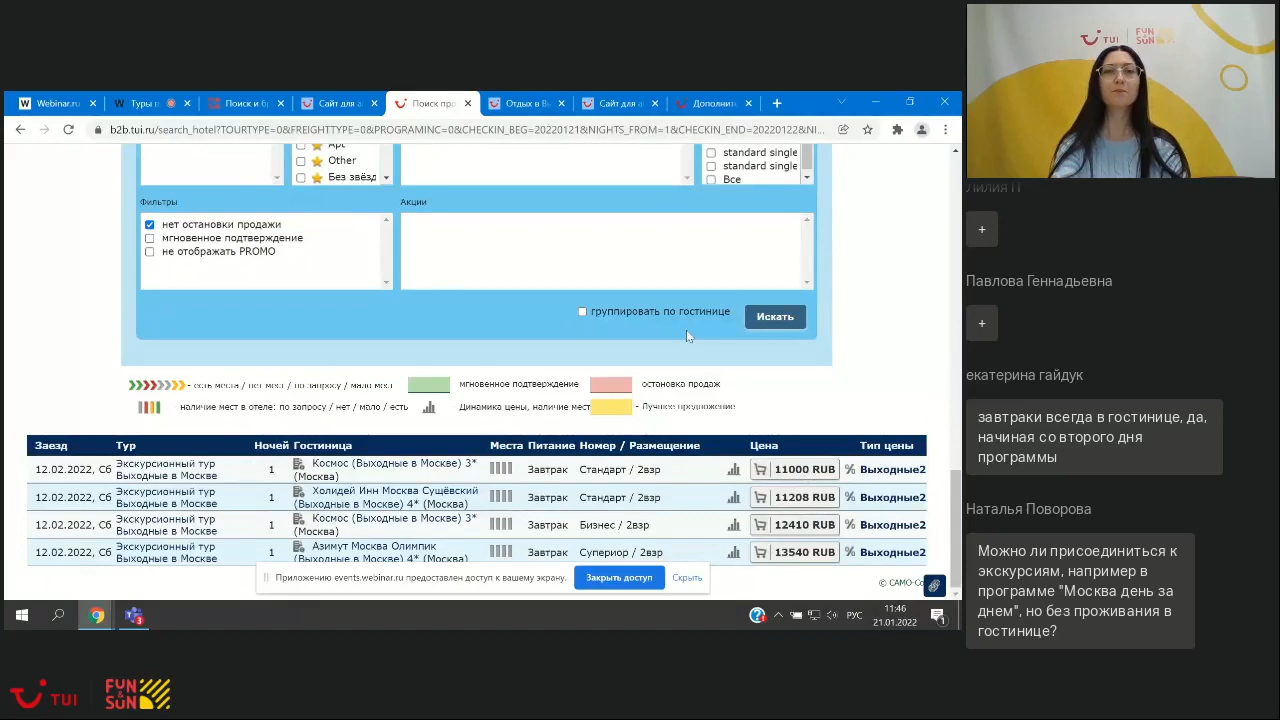 TUI FUN & SUN
Webinar.ru
Туры в
Поиск и б
Сайт для а
Поиск про
Отдых в В
Сайт для а
Дополните
b2b.tui.ru/search_hotel?TOURTYPE=0&FREIGHTTYPE=0&PROGRAMINC=0&CHECKIN_BEG=20220121&NIGHTS_FROM=1&CHECKIN_END=20220122&NI...
Apt
Other
Без звёзд
standard single
standard single
Все
Фильтры
Акции
нет остановки продажи
мгновенное подтверждение
не отображать PROMO
группировать по гостинице
Искать
- есть места / нет мест / по запросу / мало мест
мгновенное подтверждение
остановка продаж
- наличие мест в отеле: по запросу / нет / мало / есть
Динамика цены, наличие мест
- Лучшее предложение
Заезд Тур Ночей Гостиница Места Питание Номер / Размещение Цена Тип цены
12.02.2022, Сб Экскурсионный тур Выходные в Москве 1 Космос (Выходные в Москве) 3* (Москва) Завтрак Стандарт / 2взр 11000 RUB % Выходные2
12.02.2022, Сб Экскурсионный тур Выходные в Москве 1 Холидей Инн Москва Сущёвский (Выходные в Москве) 4* (Москва) Завтрак Стандарт / 2взр 11208 RUB % Выходные2
12.02.2022, Сб Экскурсионный тур Выходные в Москве 1 Космос (Выходные в Москве) 3* (Москва) Завтрак Бизнес / 2взр 12410 RUB % Выходные2
12.02.2022, Сб Экскурсионный тур Выходные в Москве 1 Азимут Москва Олимпик (Выходные в Москве) 4* (Москва) Завтрак Супериор / 2взр 13540 RUB % Выходные2
Приложению events.webinar.ru предоставлен доступ к вашему экрану.
Закрыть доступ
Скрыть
© САМО-Со
РУС
11:46
21.01.2022
Лилия П
+
Павлова Геннадьевна
+
екатерина гайдук
завтраки всегда в гостинице, да,
начиная со второго дня
программы
Наталья Поворова
Можно ли присоединиться к
экскурсиям, например в
программе "Москва день за
днем", но без проживания в
гостинице?
TUI
FUN & SUN